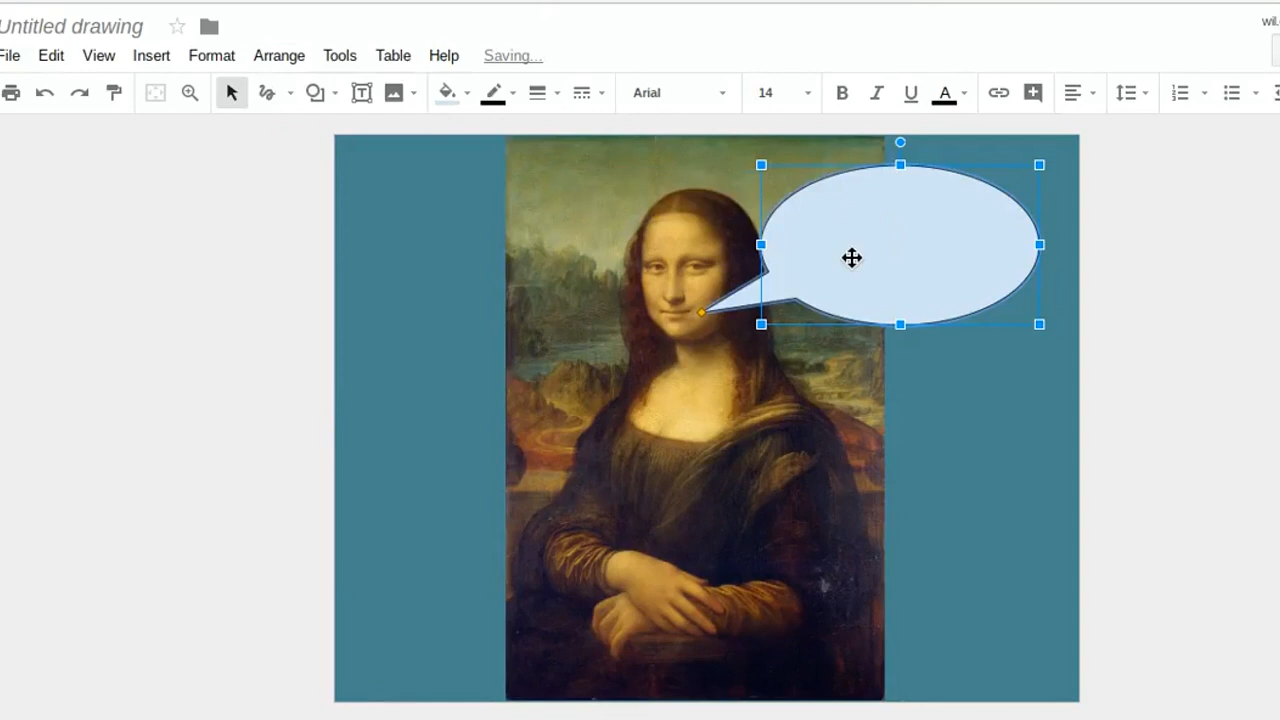 Untitled drawing
File Edit View Insert Format Arrange Tools Table Help Saving...
Arial 14 B I U A